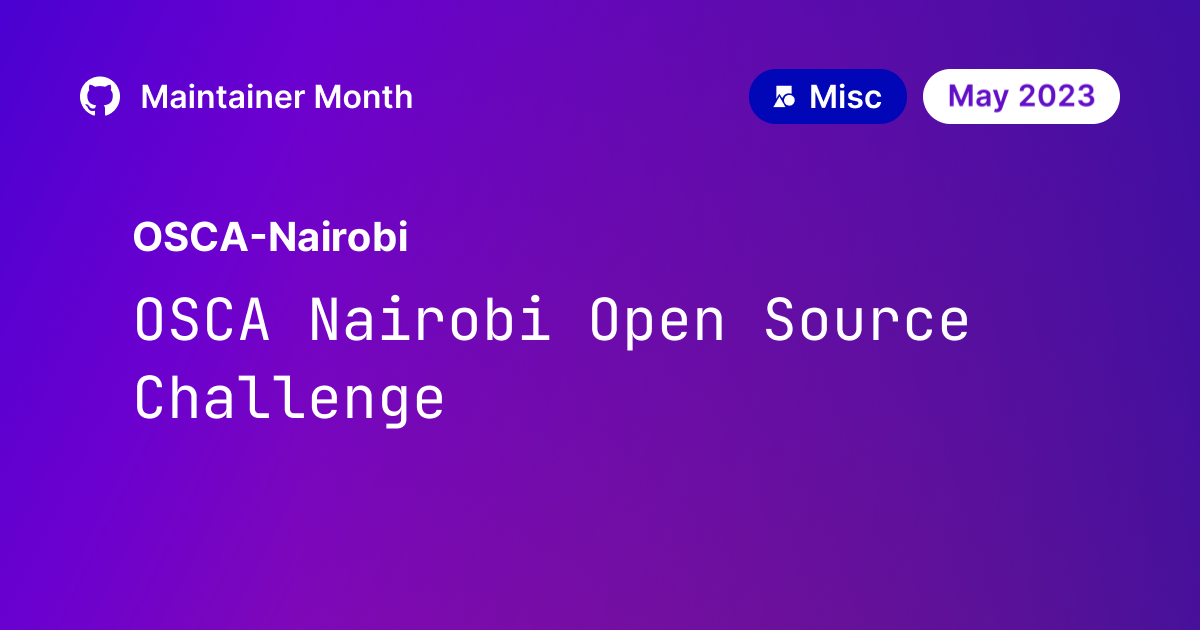 Maintainer Month
Misc
May 2023
OSCA-Nairobi
OSCA Nairobi Open Source
Challenge